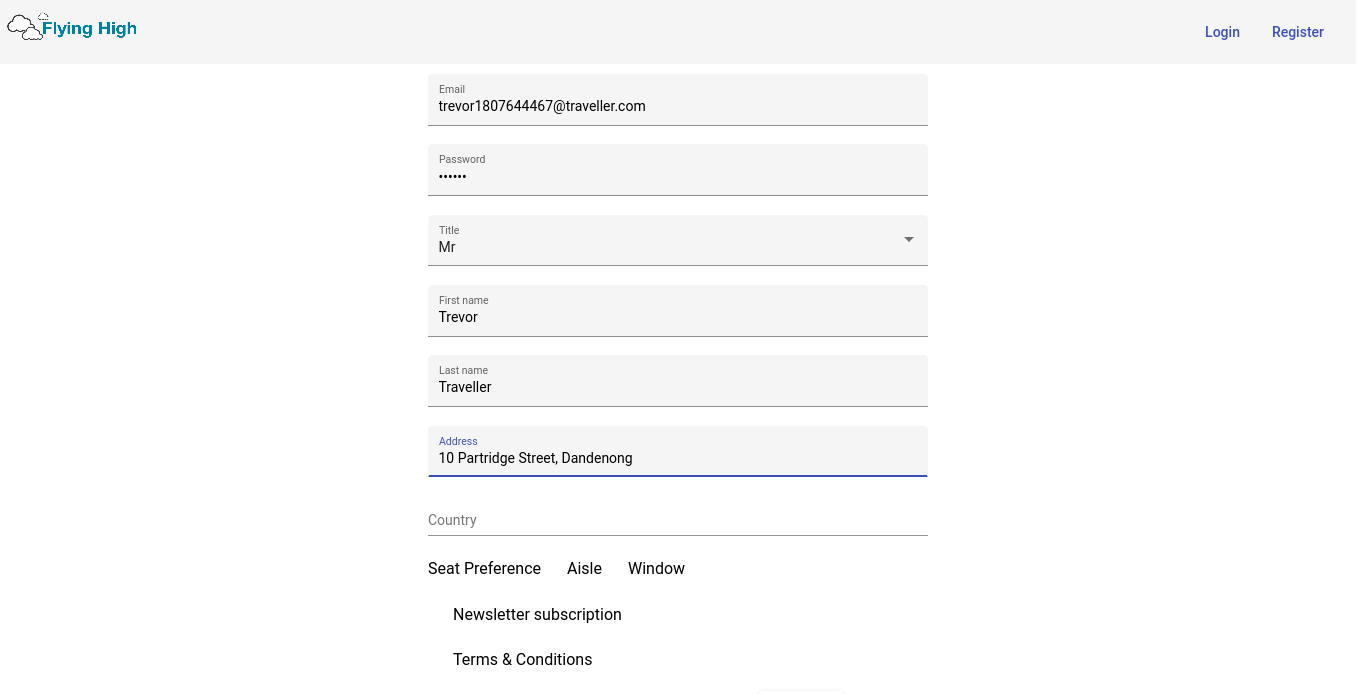 Flying High
Login
Register
Email
trevor1807644467@traveller.com
Password
••••••
Title
Mr
First name
Trevor
Last name
Traveller
Address
10 Partridge Street, Dandenong
Country
Seat Preference Aisle Window
Newsletter subscription
Terms & Conditions